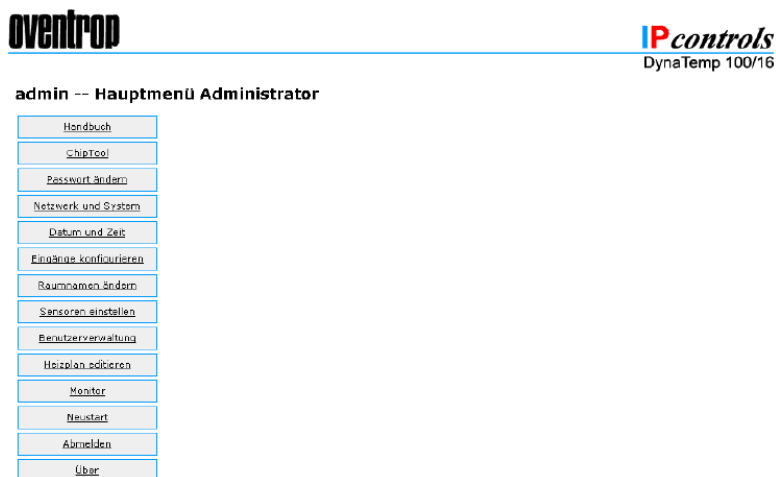 oventrop
IPcontrols
DynaTemp 100/16
admin -- Hauptmenü Administrator
Handbuch
ChipTool
Passwort ändern
Netzwerk und System
Datum und Zeit
Eingänge konfigurieren
Raumnamen ändern
Sensoren einstellen
Benutzerverwaltung
Heizplan editieren
Monitor
Neustart
Abmelden
Über